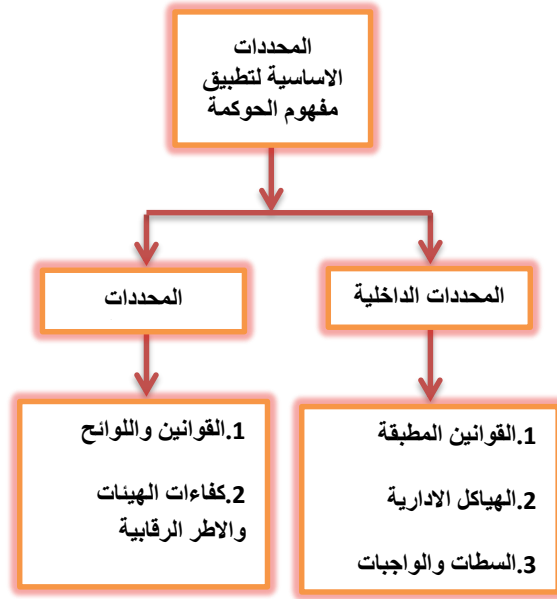 المحددات
الاساسية لتطبيق
مفهوم الحوكمة
المحددات الداخلية
المحددات
1.القوانين المطبقة
2.الهياكل الادارية
3.السطات والواجبات
1.القوانين واللوائح
2.كفاءات الهيئات
والاطر الرقابية